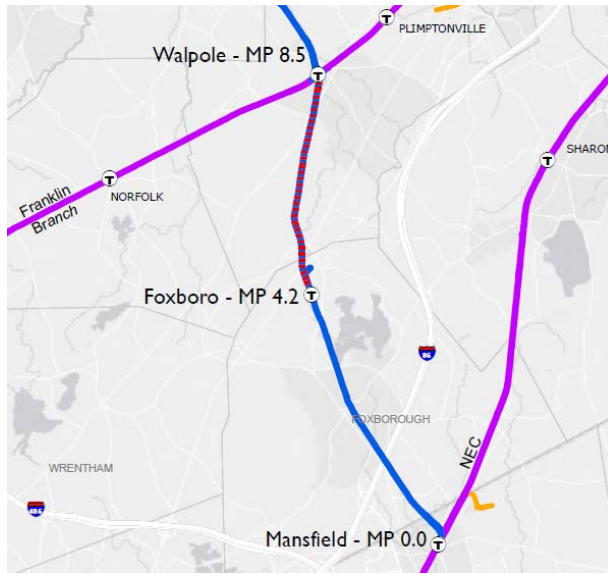 PLIMPTONVILLE
Walpole - MP 8.5
T
T
SHARON
T
T
NORFOLK
Franklin
Branch
Foxboro - MP 4.2
T
95
FOXBOROUGH
NEC
WRENTHAM
495
Mansfield - MP 0.0
T